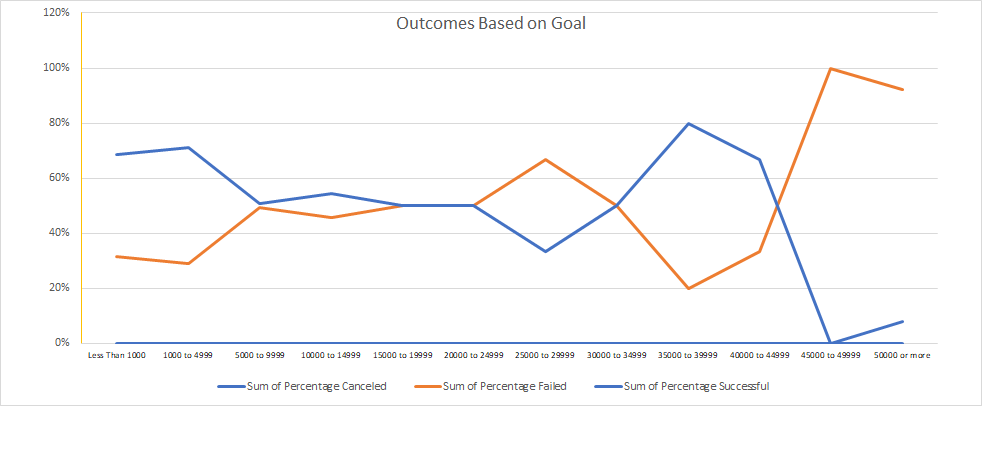 Outcomes Based on Goal
120%
100%
80%
60%
40%
20%
0%
Less Than 1000 1000 to 4999 5000 to 9999 10000 to 14999 15000 to 19999 20000 to 24999 25000 to 29999 30000 to 34999 35000 to 39999 40000 to 44999 45000 to 49999 50000 or more
Sum of Percentage Canceled Sum of Percentage Failed Sum of Percentage Successful